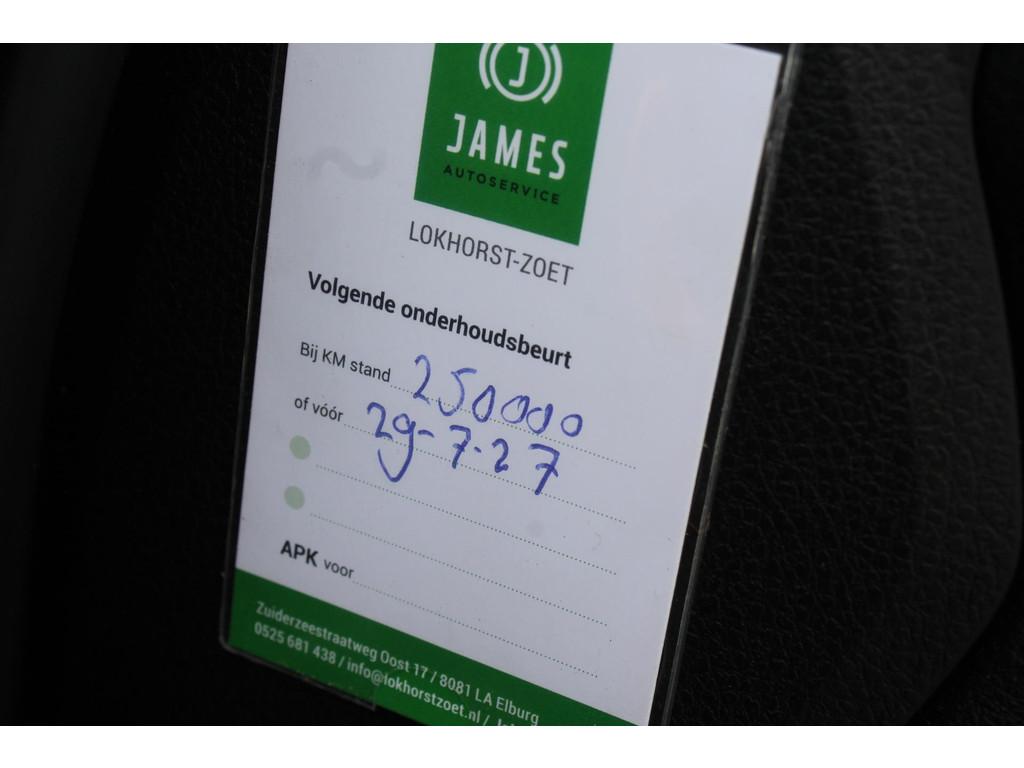 J
JAMES
AUTOSERVICE
LOKHORST-ZOET
Volgende onderhoudsbeurt
Bij KM stand 250000
of vóór 29-7-27
APK voor
Zuiderzeestraatweg Oost 17 / 8081 LA Elburg
0525 681 438 / info@lokhorstzoet.nl /